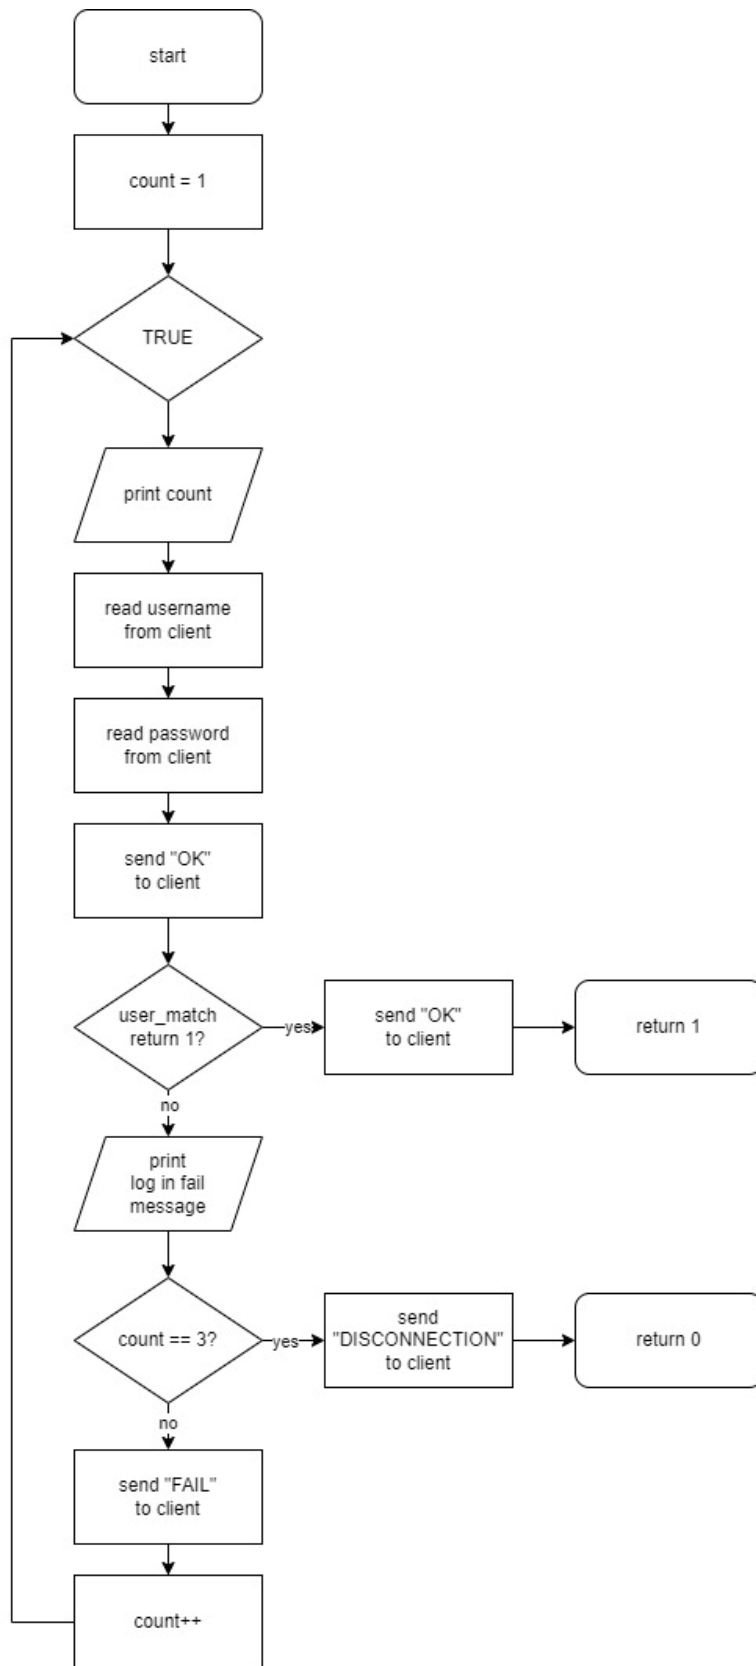 start
count = 1
TRUE
print count
read username
from client
read password
from client
send "OK"
to client
user_match
return 1?
yes
send "OK"
to client
return 1
no
print
log in fail
message
count == 3?
yes
send
"DISCONNECTION"
to client
return 0
no
send "FAIL"
to client
count++